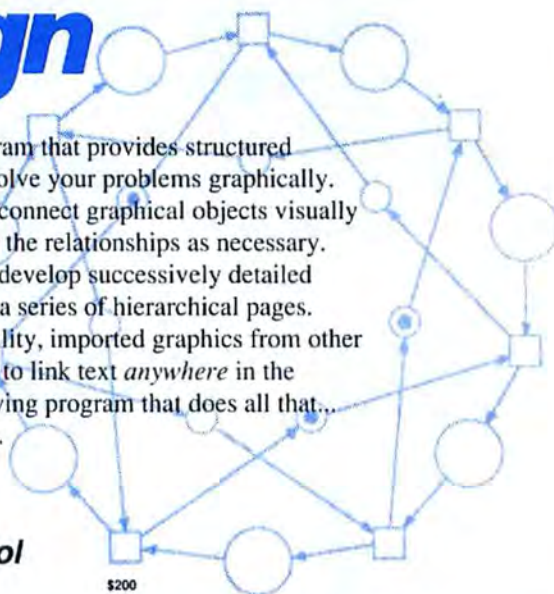 gn
ram that provides structured
olve your problems graphically.
connect graphical objects visually
the relationships as necessary.
develop successively detailed
a series of hierarchical pages.
lity, imported graphics from other
to link text anywhere in the
wing program that does all that...
.
ol
$200